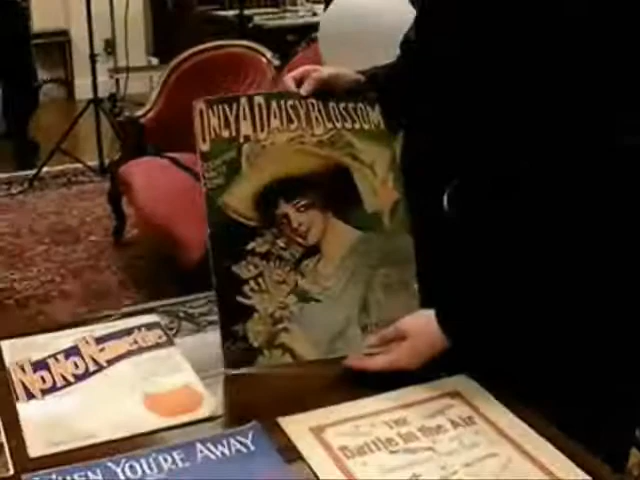 ONLY A DAISY BLOSSOM
No No Nanette
The
Battle in the Air
WHEN YOU'RE AWAY